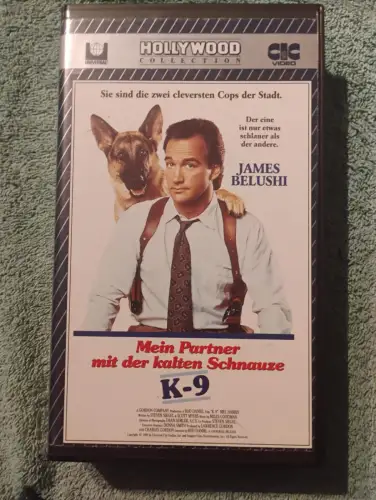 UNIVERSAL
HOLLYWOOD
COLLECTION
CIC
VIDEO
Sie sind die zwei cleversten Cops der Stadt.
Der eine
ist nur etwas
schlauer als
der andere.
JAMES
BELUSHI
Mein Partner
mit der kalten Schnauze
K-9